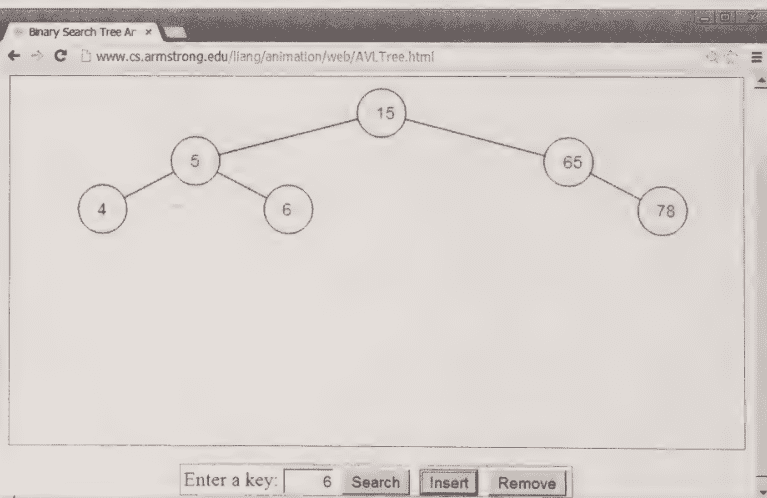 Binary Search Tree Ar ×
www.cs.armstrong.edu/liang/animation/web/AVLTree.html
15
5
65
4
6
78
Enter a key: 6 Search Insert Remove